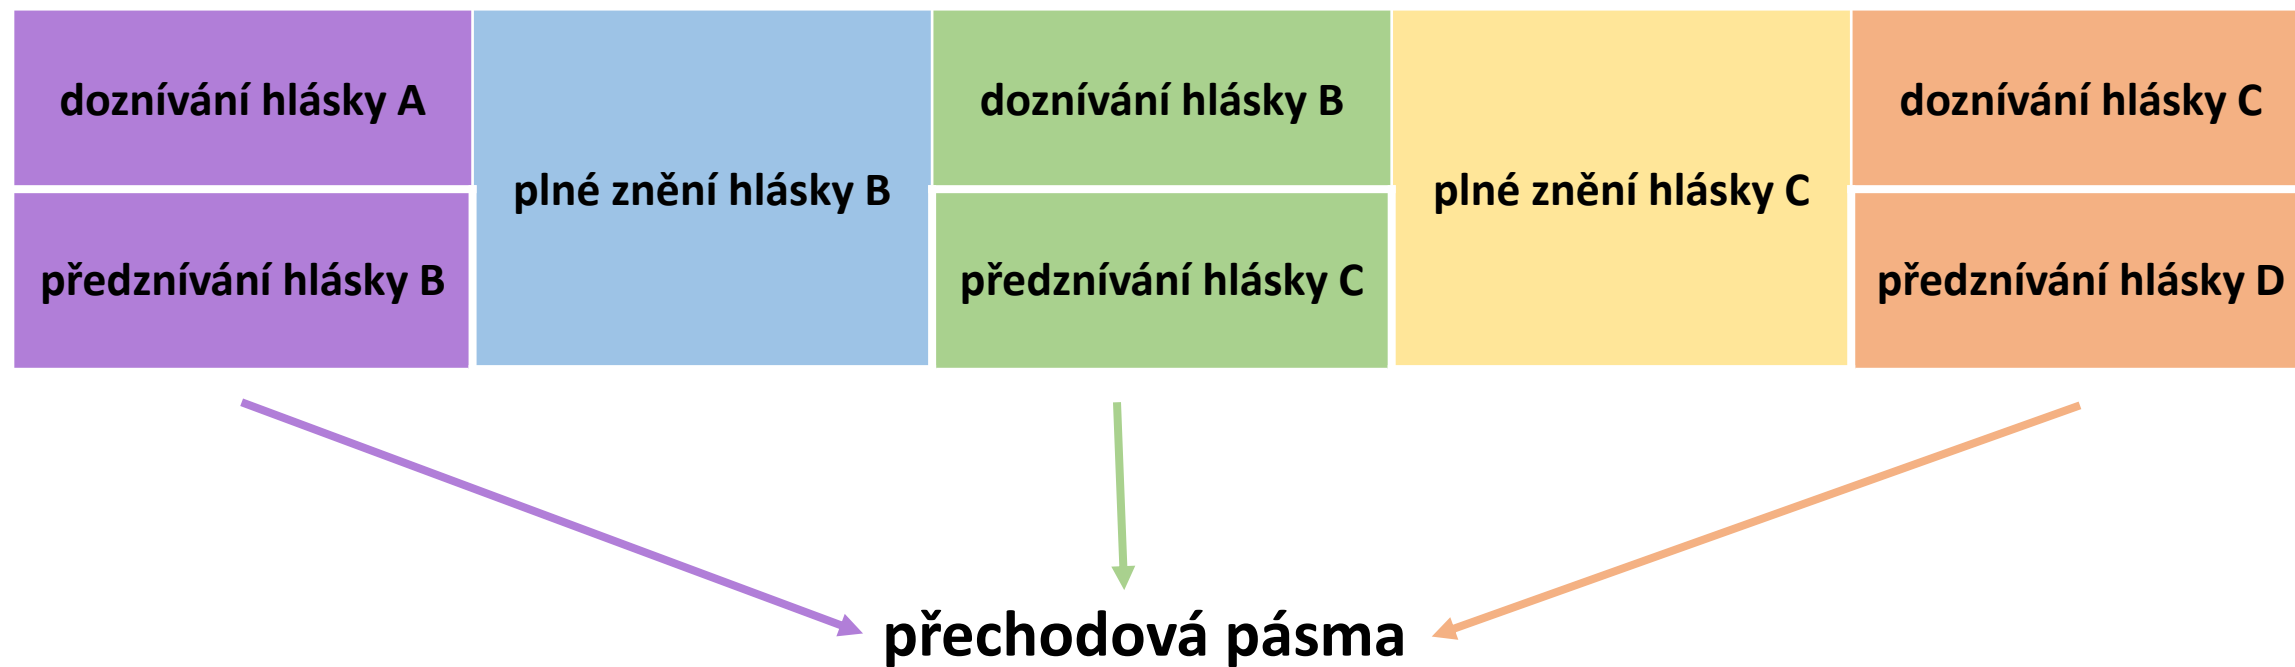 doznívání hlásky A
předznívání hlásky B
plné znění hlásky B
doznívání hlásky B
předznívání hlásky C
plné znění hlásky C
doznívání hlásky C
předznívání hlásky D
přechodová pásma